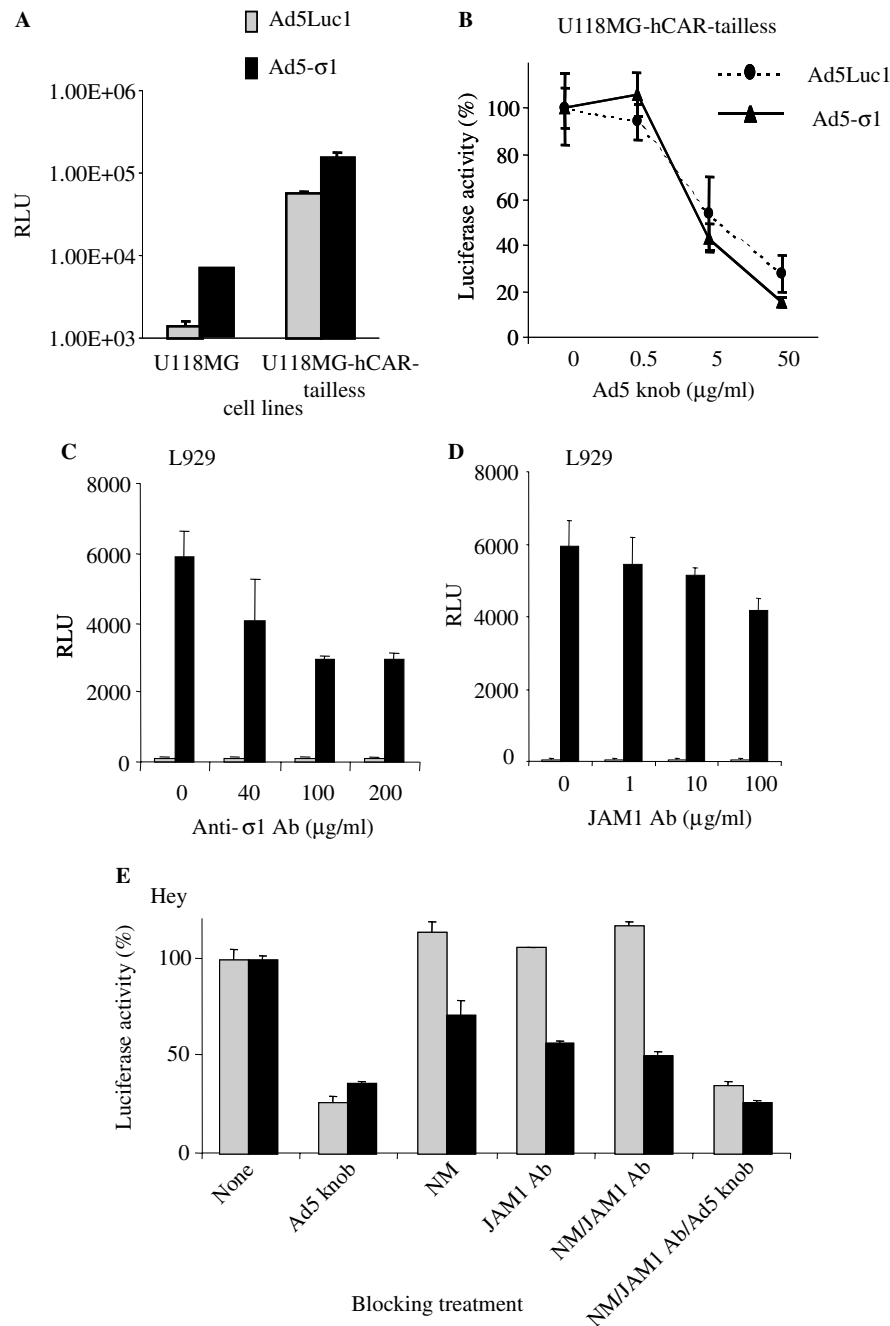 A
Ad5Luc1
Ad5-σ1
1.00E+06
1.00E+05
1.00E+04
1.00E+03
RLU
U118MG
U118MG-hCAR-
tailless
cell lines
B
U118MG-hCAR-tailless
Ad5Luc1
Ad5-σ1
Luciferase activity (%)
100
80
60
40
20
0
0
0.5
5
50
Ad5 knob (μg/ml)
C
L929
8000
6000
4000
2000
0
RLU
0
40
100
200
Anti-σ1 Ab (μg/ml)
D
L929
8000
6000
4000
2000
0
RLU
0
1
10
100
JAM1 Ab (μg/ml)
E
Hey
Luciferase activity (%)
100
50
0
None
Ad5 knob
NM
JAM1 Ab
NM/JAM1 Ab
NM/JAM1 Ab/Ad5 knob
Blocking treatment